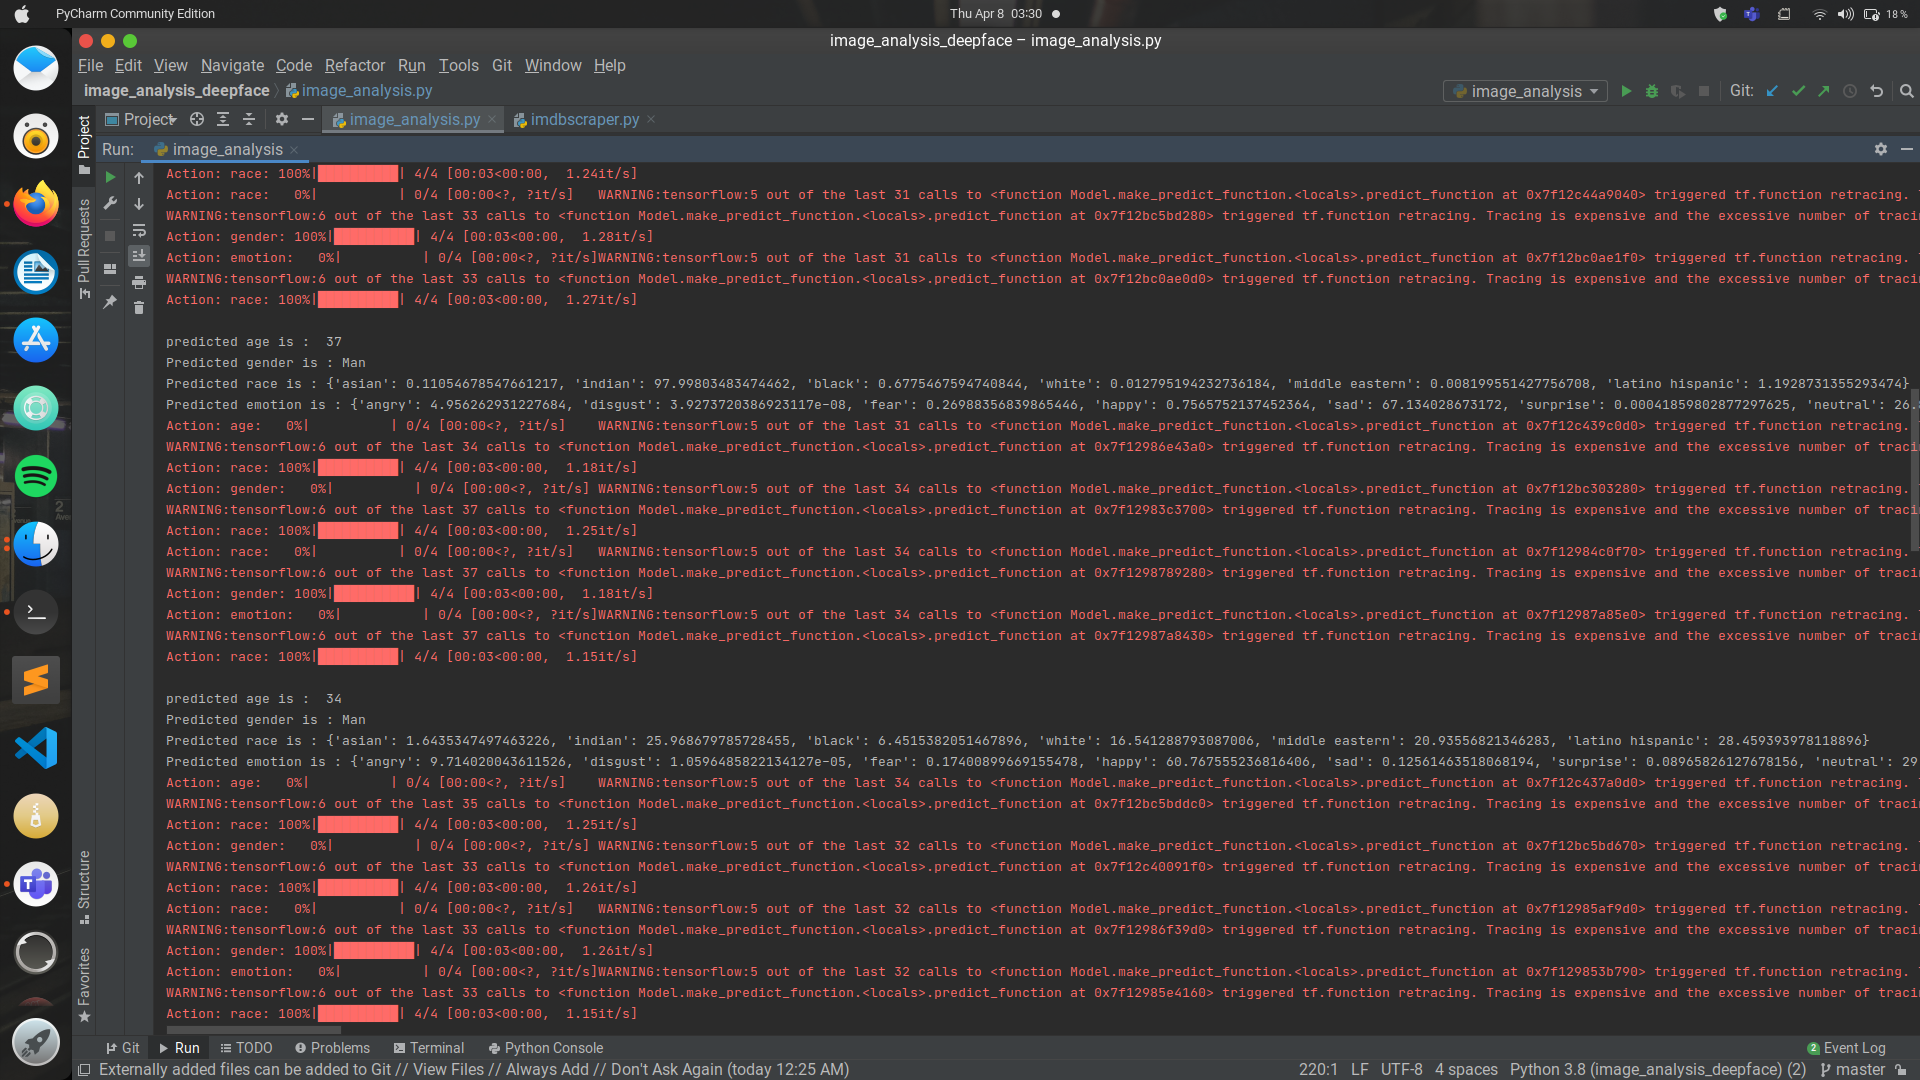 PyCharm Community Edition
Thu Apr 8 03:30
18 %
image_analysis_deepface – image_analysis.py
File Edit View Navigate Code Refactor Run Tools Git Window Help
image_analysis_deepface image_analysis.py
image_analysis
Git:
Project
image_analysis.py
imdbscraper.py
Run: image_analysis
Project
Pull Requests
Structure
Favorites
Action: race: 100%|██████████| 4/4 [00:03<00:00,  1.24it/s]
Action: race:   0%|          | 0/4 [00:00<?, ?it/s]   WARNING:tensorflow:5 out of the last 31 calls to <function Model.make_predict_function.<locals>.predict_function at 0x7f12c44a9040> triggered tf.function retracing.
WARNING:tensorflow:6 out of the last 33 calls to <function Model.make_predict_function.<locals>.predict_function at 0x7f12bc5bd280> triggered tf.function retracing. Tracing is expensive and the excessive number of traci
Action: gender: 100%|██████████| 4/4 [00:03<00:00,  1.28it/s]
Action: emotion:   0%|          | 0/4 [00:00<?, ?it/s]WARNING:tensorflow:5 out of the last 31 calls to <function Model.make_predict_function.<locals>.predict_function at 0x7f12bc0ae1f0> triggered tf.function retracing.
WARNING:tensorflow:6 out of the last 33 calls to <function Model.make_predict_function.<locals>.predict_function at 0x7f12bc0ae0d0> triggered tf.function retracing. Tracing is expensive and the excessive number of traci
Action: race: 100%|██████████| 4/4 [00:03<00:00,  1.27it/s]
predicted age is :  37
Predicted gender is : Man
Predicted race is : {'asian': 0.11054678547661217, 'indian': 97.99803483474462, 'black': 0.6775467594740844, 'white': 0.012795194232736184, 'middle eastern': 0.008199551427756708, 'latino hispanic': 1.1928731355293474}
Predicted emotion is : {'angry': 4.956262931227684, 'disgust': 3.9273720386923117e-08, 'fear': 0.26988356839865446, 'happy': 0.7565752137452364, 'sad': 67.134028673172, 'surprise': 0.00041859802877297625, 'neutral': 26.
Action: age:   0%|          | 0/4 [00:00<?, ?it/s]    WARNING:tensorflow:5 out of the last 31 calls to <function Model.make_predict_function.<locals>.predict_function at 0x7f12c439c0d0> triggered tf.function retracing.
WARNING:tensorflow:6 out of the last 34 calls to <function Model.make_predict_function.<locals>.predict_function at 0x7f12986e43a0> triggered tf.function retracing. Tracing is expensive and the excessive number of traci
Action: race: 100%|██████████| 4/4 [00:03<00:00,  1.18it/s]
Action: gender:   0%|          | 0/4 [00:00<?, ?it/s] WARNING:tensorflow:5 out of the last 34 calls to <function Model.make_predict_function.<locals>.predict_function at 0x7f12bc303280> triggered tf.function retracing.
WARNING:tensorflow:6 out of the last 37 calls to <function Model.make_predict_function.<locals>.predict_function at 0x7f12983c3700> triggered tf.function retracing. Tracing is expensive and the excessive number of traci
Action: race: 100%|██████████| 4/4 [00:03<00:00,  1.25it/s]
Action: race:   0%|          | 0/4 [00:00<?, ?it/s]   WARNING:tensorflow:5 out of the last 34 calls to <function Model.make_predict_function.<locals>.predict_function at 0x7f12984c0f70> triggered tf.function retracing.
WARNING:tensorflow:6 out of the last 37 calls to <function Model.make_predict_function.<locals>.predict_function at 0x7f1298789280> triggered tf.function retracing. Tracing is expensive and the excessive number of traci
Action: gender: 100%|██████████| 4/4 [00:03<00:00,  1.18it/s]
Action: emotion:   0%|          | 0/4 [00:00<?, ?it/s]WARNING:tensorflow:5 out of the last 34 calls to <function Model.make_predict_function.<locals>.predict_function at 0x7f12987a85e0> triggered tf.function retracing.
WARNING:tensorflow:6 out of the last 37 calls to <function Model.make_predict_function.<locals>.predict_function at 0x7f12987a8430> triggered tf.function retracing. Tracing is expensive and the excessive number of traci
Action: race: 100%|██████████| 4/4 [00:03<00:00,  1.15it/s]
predicted age is :  34
Predicted gender is : Man
Predicted race is : {'asian': 1.6435347497463226, 'indian': 25.968679785728455, 'black': 6.4515382051467896, 'white': 16.541288793087006, 'middle eastern': 20.93556821346283, 'latino hispanic': 28.459393978118896}
Predicted emotion is : {'angry': 9.714020043611526, 'disgust': 1.0596485822134127e-05, 'fear': 0.17400899669155478, 'happy': 60.767555236816406, 'sad': 0.12561463518068194, 'surprise': 0.08965826127678156, 'neutral': 29
Action: age:   0%|          | 0/4 [00:00<?, ?it/s]    WARNING:tensorflow:5 out of the last 34 calls to <function Model.make_predict_function.<locals>.predict_function at 0x7f12c437a0d0> triggered tf.function retracing.
WARNING:tensorflow:6 out of the last 35 calls to <function Model.make_predict_function.<locals>.predict_function at 0x7f12bc5bddc0> triggered tf.function retracing. Tracing is expensive and the excessive number of traci
Action: race: 100%|██████████| 4/4 [00:03<00:00,  1.25it/s]
Action: gender:   0%|          | 0/4 [00:00<?, ?it/s] WARNING:tensorflow:5 out of the last 32 calls to <function Model.make_predict_function.<locals>.predict_function at 0x7f12bc5bd670> triggered tf.function retracing.
WARNING:tensorflow:6 out of the last 33 calls to <function Model.make_predict_function.<locals>.predict_function at 0x7f12c40091f0> triggered tf.function retracing. Tracing is expensive and the excessive number of traci
Action: race: 100%|██████████| 4/4 [00:03<00:00,  1.26it/s]
Action: race:   0%|          | 0/4 [00:00<?, ?it/s]   WARNING:tensorflow:5 out of the last 32 calls to <function Model.make_predict_function.<locals>.predict_function at 0x7f12985af9d0> triggered tf.function retracing.
WARNING:tensorflow:6 out of the last 33 calls to <function Model.make_predict_function.<locals>.predict_function at 0x7f12986f39d0> triggered tf.function retracing. Tracing is expensive and the excessive number of traci
Action: gender: 100%|██████████| 4/4 [00:03<00:00,  1.26it/s]
Action: emotion:   0%|          | 0/4 [00:00<?, ?it/s]WARNING:tensorflow:5 out of the last 32 calls to <function Model.make_predict_function.<locals>.predict_function at 0x7f129853b790> triggered tf.function retracing.
WARNING:tensorflow:6 out of the last 33 calls to <function Model.make_predict_function.<locals>.predict_function at 0x7f12985e4160> triggered tf.function retracing. Tracing is expensive and the excessive number of traci
Action: race: 100%|██████████| 4/4 [00:03<00:00,  1.15it/s]
Git Run TODO Problems Terminal Python Console
2 Event Log
Externally added files can be added to Git // View Files // Always Add // Don't Ask Again (today 12:25 AM)
220:1 LF UTF-8 4 spaces Python 3.8 (image_analysis_deepface) (2) master